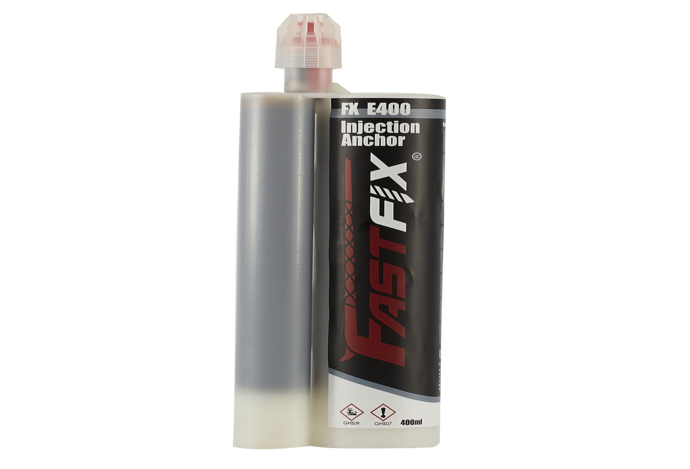 FX E400
Injection
Anchor
FASTFIX
GHS09
GHS07
400ml